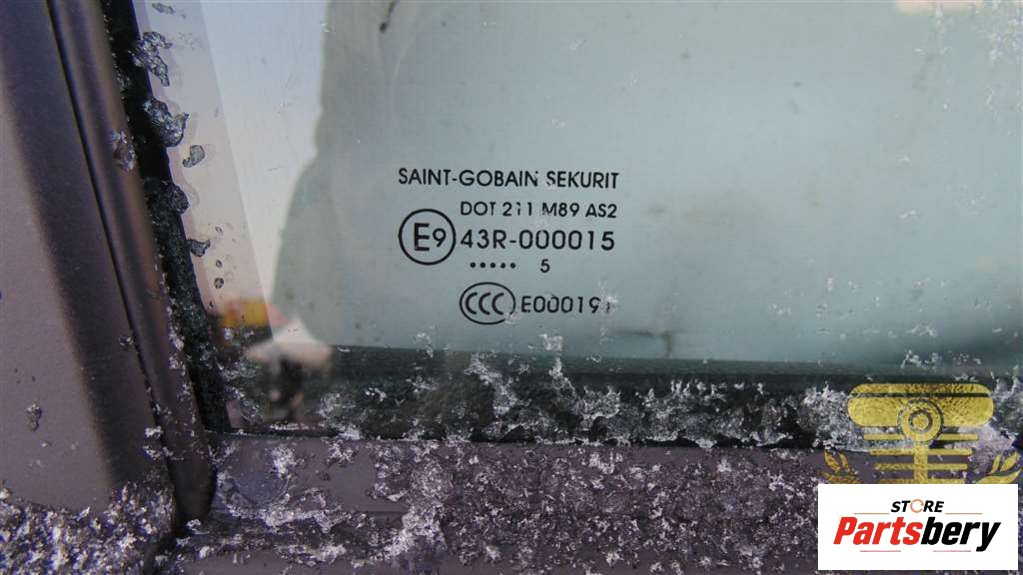 SAINT-GOBAIN SEKURIT
DOT 211 M89 AS2
E9 43R-000015
••••• 5
CCC E000191
STORE
Partsbery